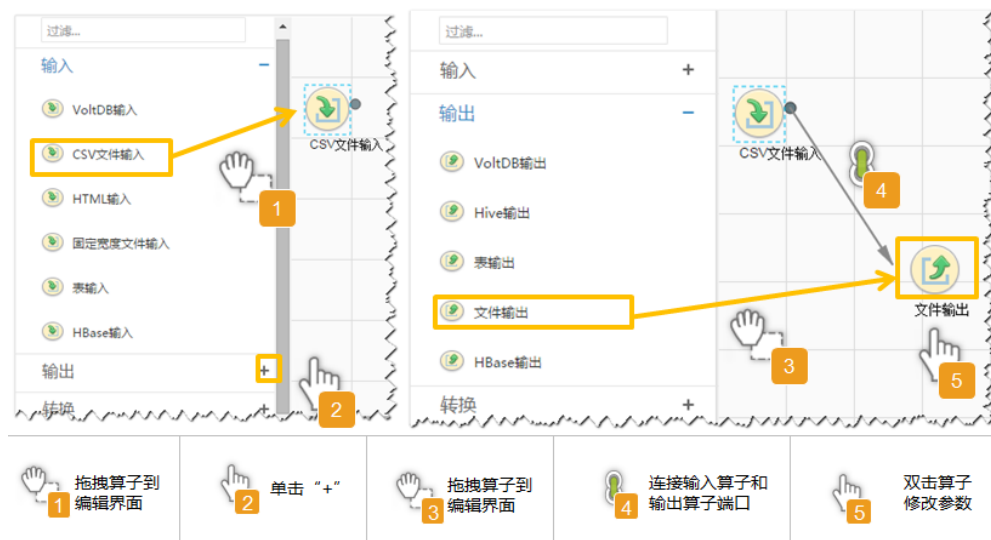 过滤...
输入
−
VoltDB输入
CSV文件输入
HTML输入
固定宽度文件输入
表输入
HBase输入
输出
+
转换
+
CSV文件输入
1
2
过滤...
输入
+
输出
−
VoltDB输出
Hive输出
表输出
文件输出
HBase输出
转换
+
CSV文件输入
4
文件输出
3
5
1
拖拽算子到
编辑界面
2
单击“+”
3
拖拽算子到
编辑界面
4
连接输入算子和
输出算子端口
5
双击算子
修改参数